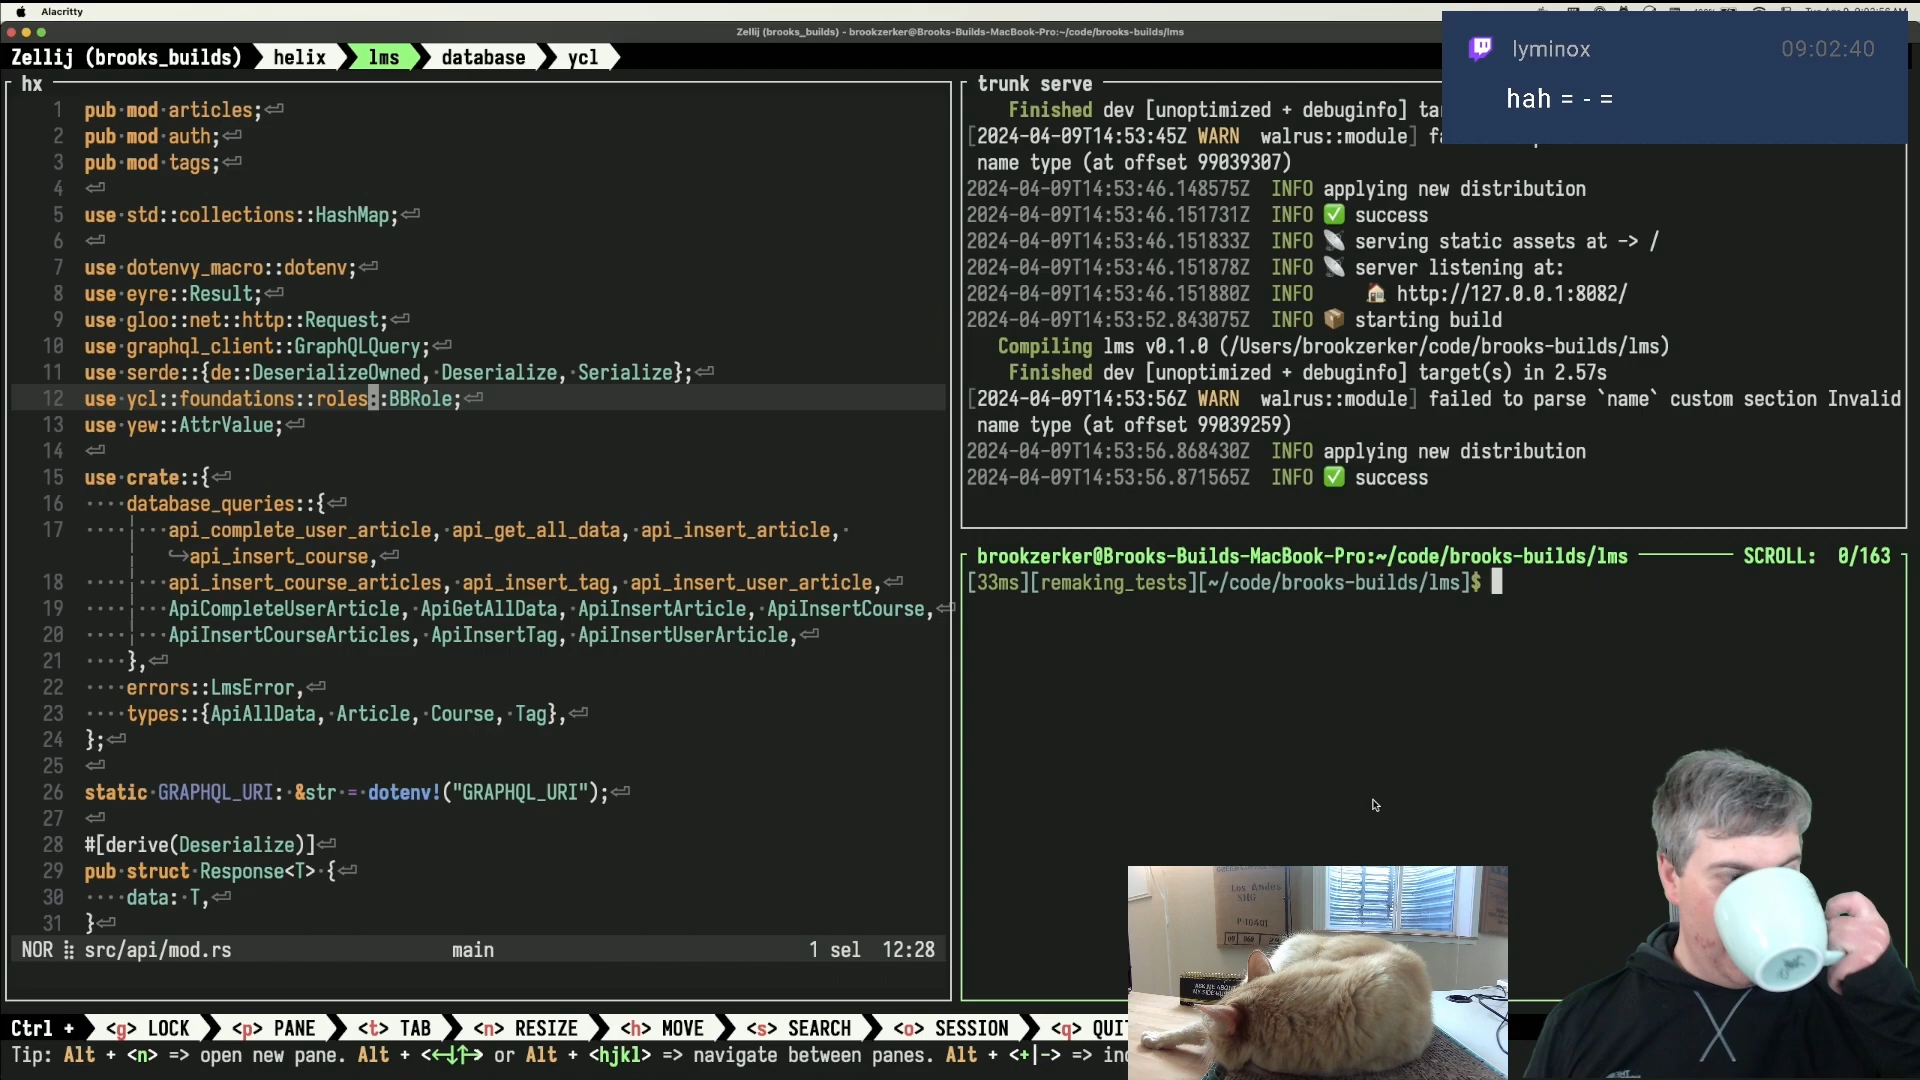 Alacritty
Zellij (brooks_builds) - brookzerker@Brooks-Builds-MacBook-Pro:~/code/brooks-builds/lms
Zellij (brooks_builds) helix lms database ycl
lyminox 09:02:40
hah = - =
hx
1 pub·mod·articles;⏎
2 pub·mod·auth;⏎
3 pub·mod·tags;⏎
4 ⏎
5 use·std::collections::HashMap;⏎
6 ⏎
7 use·dotenvy_macro::dotenv;⏎
8 use·eyre::Result;⏎
9 use·gloo::net::http::Request;⏎
10 use·graphql_client::GraphQLQuery;⏎
11 use·serde::{de::DeserializeOwned,·Deserialize,·Serialize};⏎
12 use·ycl::foundations::roles::BBRole;⏎
13 use·yew::AttrValue;⏎
14 ⏎
15 use·crate::{⏎
16 ····database_queries::{⏎
17 ····│···api_complete_user_article,·api_get_all_data,·api_insert_article,·
↪api_insert_course,⏎
18 ····│···api_insert_course_articles,·api_insert_tag,·api_insert_user_article,⏎
19 ····│···ApiCompleteUserArticle,·ApiGetAllData,·ApiInsertArticle,·ApiInsertCourse,⏎
20 ····│···ApiInsertCourseArticles,·ApiInsertTag,·ApiInsertUserArticle,⏎
21 ····},⏎
22 ····errors::LmsError,⏎
23 ····types::{ApiAllData,·Article,·Course,·Tag},⏎
24 };⏎
25 ⏎
26 static·GRAPHQL_URI:·&str·=·dotenv!("GRAPHQL_URI");⏎
27 ⏎
28 #[derive(Deserialize)]⏎
29 pub·struct·Response<T>·{⏎
30 ····data:·T,⏎
31 }⏎
NOR src/api/mod.rs main 1 sel 12:28
trunk serve
Finished dev [unoptimized + debuginfo]
[2024-04-09T14:53:45Z WARN walrus::module]
name type (at offset 99039307)
2024-04-09T14:53:46.148575Z INFO applying new distribution
2024-04-09T14:53:46.151731Z INFO ✅ success
2024-04-09T14:53:46.151833Z INFO 📡 serving static assets at -> /
2024-04-09T14:53:46.151878Z INFO 📡 server listening at:
2024-04-09T14:53:46.151880Z INFO 🏠 http://127.0.0.1:8082/
2024-04-09T14:53:52.843075Z INFO 📦 starting build
Compiling lms v0.1.0 (/Users/brookzerker/code/brooks-builds/lms)
Finished dev [unoptimized + debuginfo] target(s) in 2.57s
[2024-04-09T14:53:56Z WARN walrus::module] failed to parse `name` custom section Invalid
name type (at offset 99039259)
2024-04-09T14:53:56.868430Z INFO applying new distribution
2024-04-09T14:53:56.871565Z INFO ✅ success
brookzerker@Brooks-Builds-MacBook-Pro:~/code/brooks-builds/lms SCROLL: 0/163
[33ms][remaking_tests][~/code/brooks-builds/lms]$
Los Andes
SHG
P-16401
ASK ME ABOUT
Ctrl + <g> LOCK <p> PANE <t> TAB <n> RESIZE <h> MOVE <s> SEARCH <o> SESSION <q>
Tip: Alt + <n> => open new pane. Alt + <←↓↑→> or Alt + <hjkl> => navigate between panes. Alt + <+|-> =>